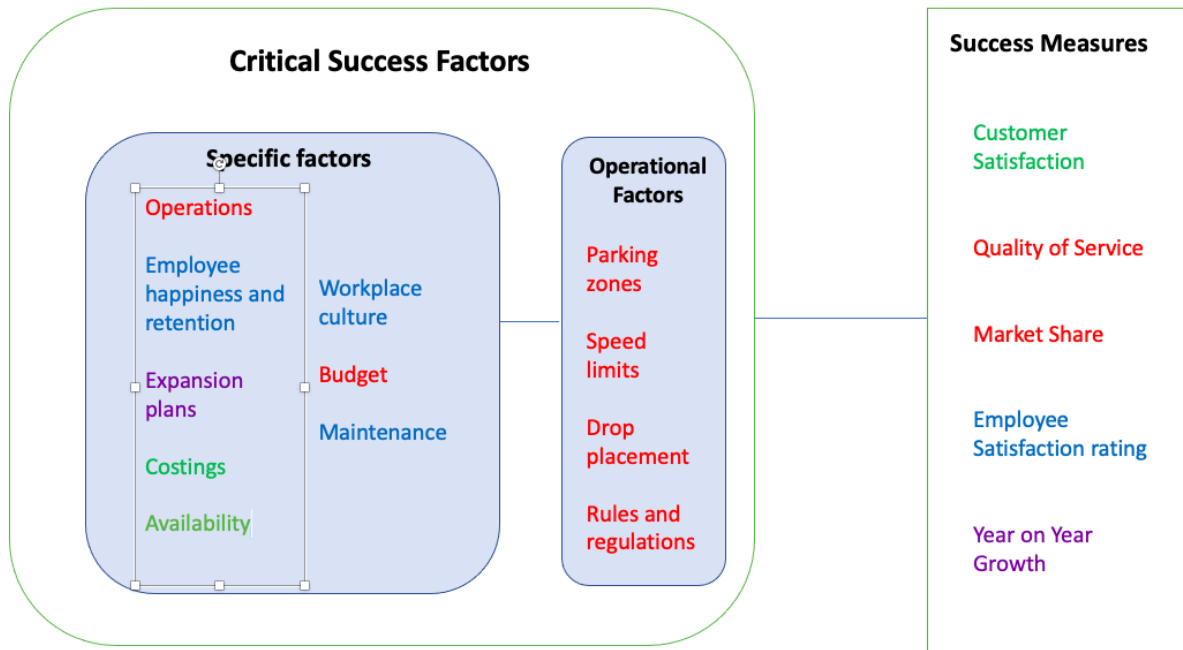 Critical Success Factors
Specific factors
Operations
Employee
happiness and
retention
Expansion
plans
Costings
Availability
Workplace
culture
Budget
Maintenance
Operational
Factors
Parking
zones
Speed
limits
Drop
placement
Rules and
regulations
Success Measures
Customer
Satisfaction
Quality of Service
Market Share
Employee
Satisfaction rating
Year on Year
Growth